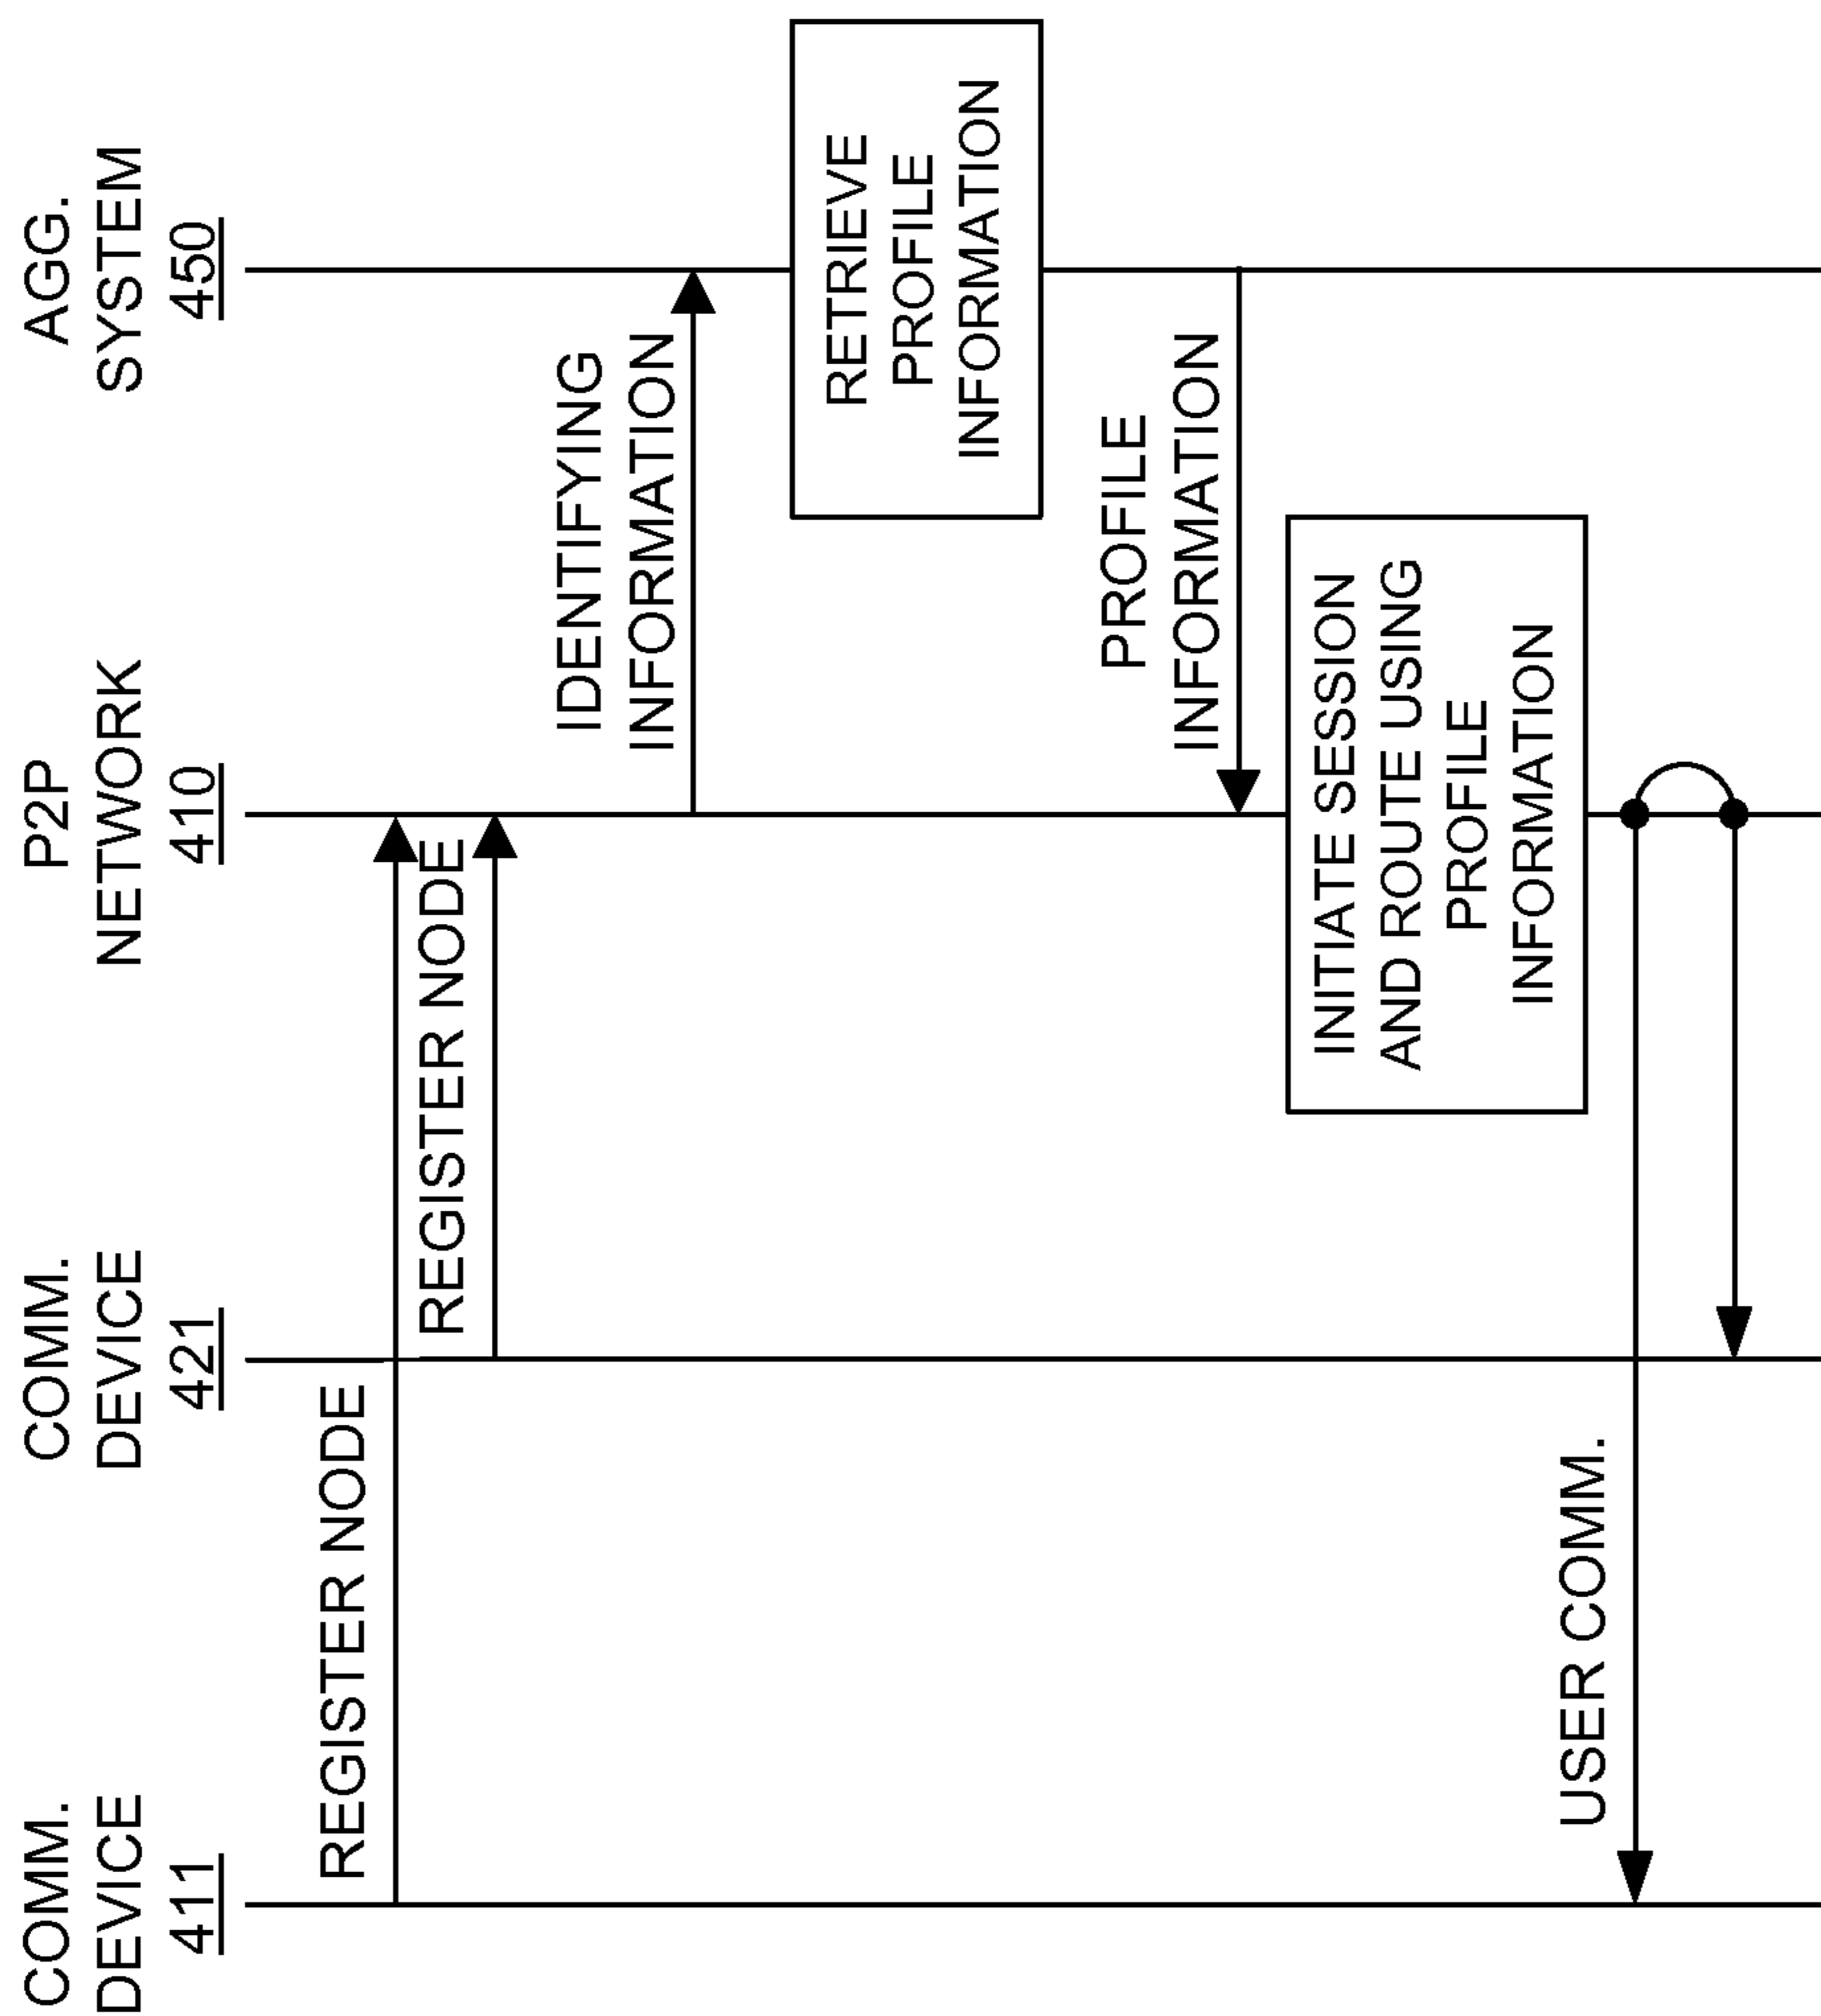 COMM.
DEVICE
411
COMM.
DEVICE
421
P2P
NETWORK
410
AGG.
SYSTEM
450
REGISTER NODE
REGISTER NODE
IDENTIFYING
INFORMATION
RETRIEVE
PROFILE
INFORMATION
PROFILE
INFORMATION
INITIATE SESSION
AND ROUTE USING
PROFILE
INFORMATION
USER COMM.